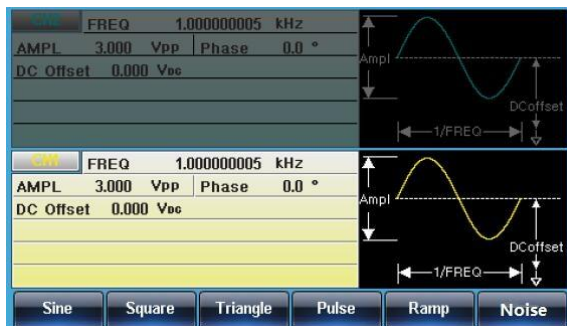 CH2 FREQ 1.000000005 kHz
AMPL 3.000 Vpp Phase 0.0 °
DC Offset 0.000 VDC
Ampl
DCoffset
1/FREQ
CH1 FREQ 1.000000005 kHz
AMPL 3.000 Vpp Phase 0.0 °
DC Offset 0.000 VDC
Ampl
DCoffset
1/FREQ
Sine Square Triangle Pulse Ramp Noise